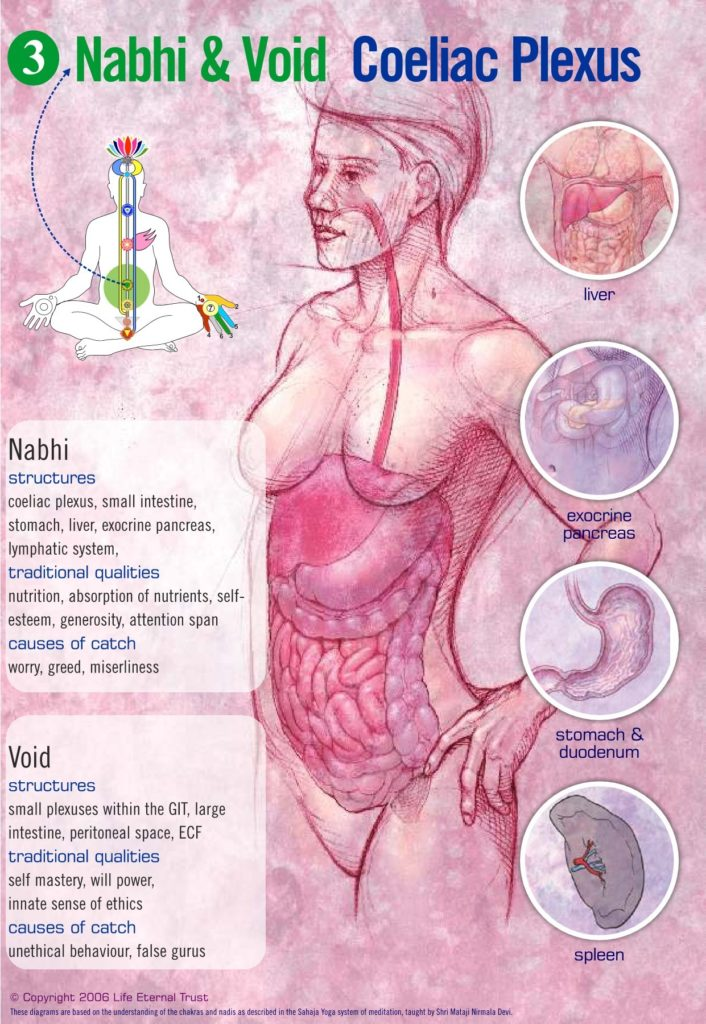 3 Nabhi & Void Coeliac Plexus
liver
exocrine
pancreas
stomach &
duodenum
spleen
Nabhi
structures
coeliac plexus, small intestine,
stomach, liver, exocrine pancreas,
lymphatic system,
traditional qualities
nutrition, absorption of nutrients, self-
esteem, generosity, attention span
causes of catch
worry, greed, miserliness
Void
structures
small plexuses within the GIT, large
intestine, peritoneal space, ECF
traditional qualities
self mastery, will power,
innate sense of ethics
causes of catch
unethical behaviour, false gurus
© Copyright 2006 Life Eternal Trust
These diagrams are based on the understanding of the chakras and nadis as described in the Sahaja Yoga system of meditation, taught by Shri Mataji Nirmala Devi.